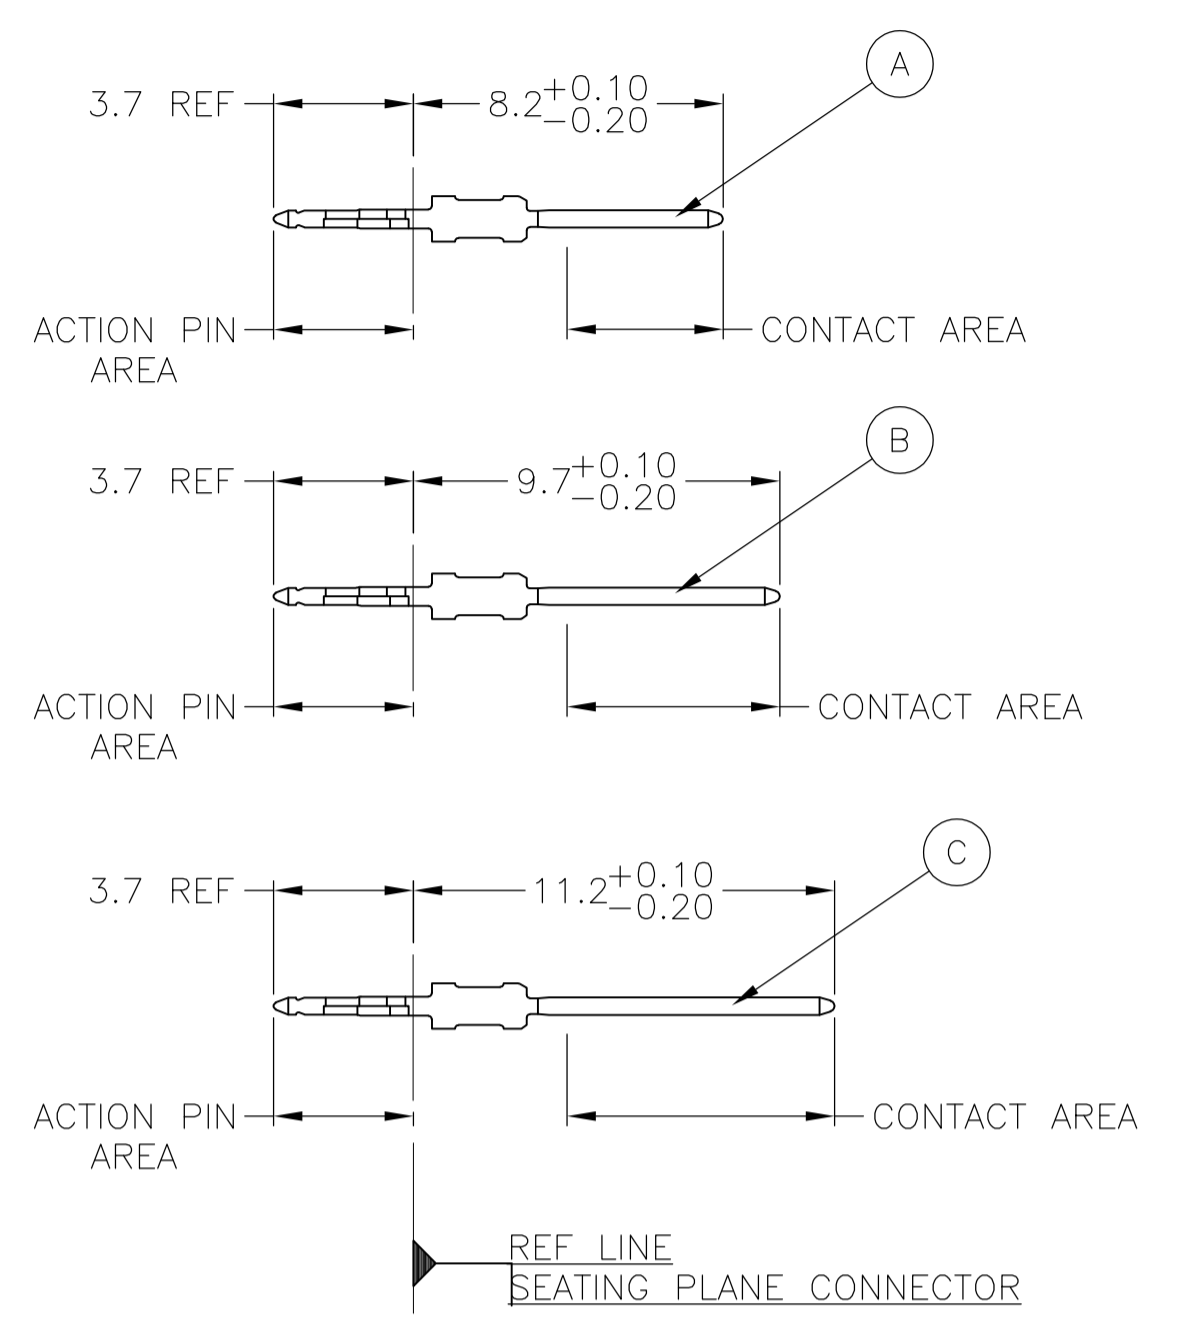 A
3.7 REF
8.2 +0.10
−0.20
ACTION PIN
AREA
CONTACT AREA
B
3.7 REF
9.7 +0.10
−0.20
ACTION PIN
AREA
CONTACT AREA
C
3.7 REF
11.2 +0.10
−0.20
ACTION PIN
AREA
CONTACT AREA
REF LINE
SEATING PLANE CONNECTOR